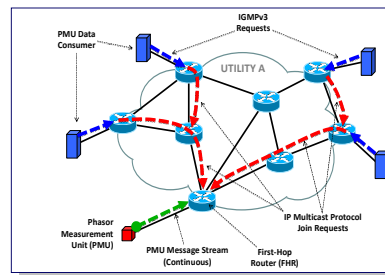 IGMPv3
Requests
PMU Data
Consumer
UTILITY A
IP Multicast Protocol
Join Requests
Phasor
Measurement
Unit (PMU)
PMU Message Stream
(Continuous)
First-Hop
Router (FHR)